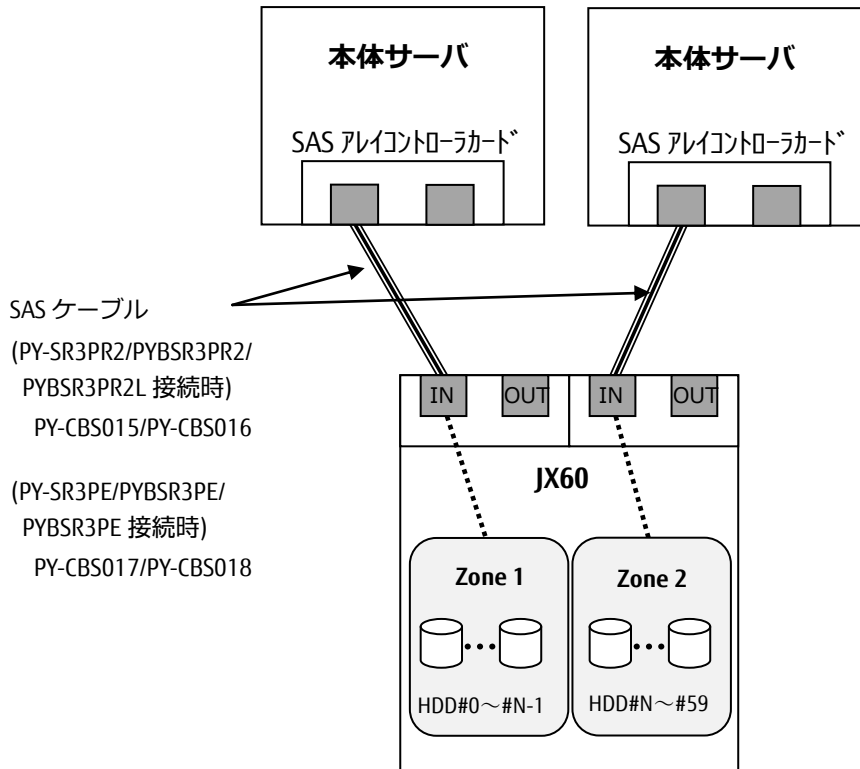 本体サーバ
本体サーバ
SAS ｱﾚｲｺﾝﾄﾛｰﾗｶｰﾄﾞ
SAS ｱﾚｲｺﾝﾄﾛｰﾗｶｰﾄﾞ
SAS ケーブル
(PY-SR3PR2/PYBSR3PR2/
PYBSR3PR2L 接続時)
PY-CBS015/PY-CBS016
(PY-SR3PE/PYBSR3PE/
PYBSR3PE 接続時)
PY-CBS017/PY-CBS018
IN
OUT
IN
OUT
JX60
Zone 1
Zone 2
HDD#0～#N-1
HDD#N～#59